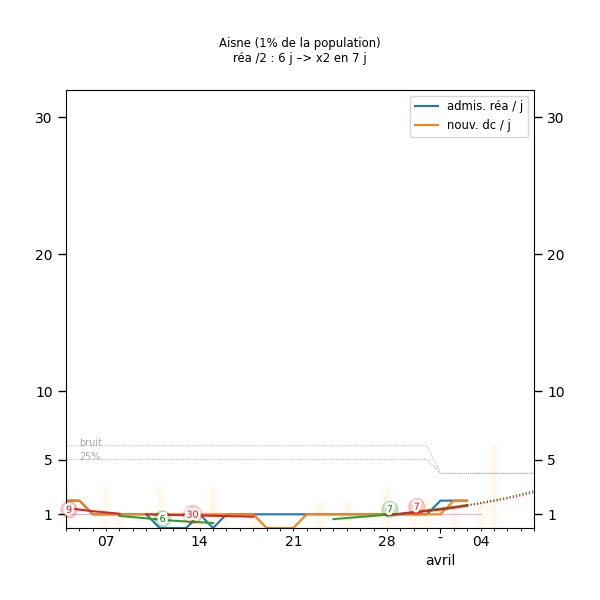 Aisne (1% de la population)
réa /2 : 6 j –> x2 en 7 j
admis. réa / j
nouv. dc / j
30 30
20 20
10 10
bruit
25%
5 5
9 6 30 7 7
1 1
07 14 21 28 - 04
avril